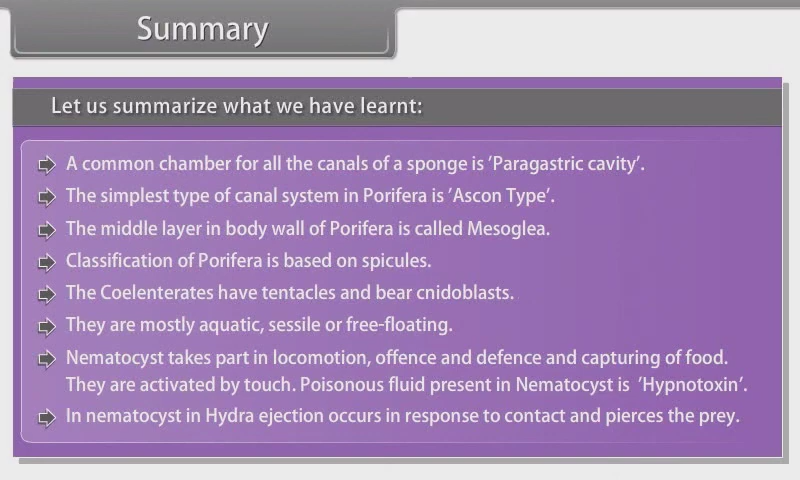 Summary
Let us summarize what we have learnt:
A common chamber for all the canals of a sponge is 'Paragastric cavity'.
The simplest type of canal system in Porifera is 'Ascon Type'.
The middle layer in body wall of Porifera is called Mesoglea.
Classification of Porifera is based on spicules.
The Coelenterates have tentacles and bear cnidoblasts.
They are mostly aquatic, sessile or free-floating.
Nematocyst takes part in locomotion, offence and defence and capturing of food.
They are activated by touch. Poisonous fluid present in Nematocyst is 'Hypnotoxin'.
In nematocyst in Hydra ejection occurs in response to contact and pierces the prey.